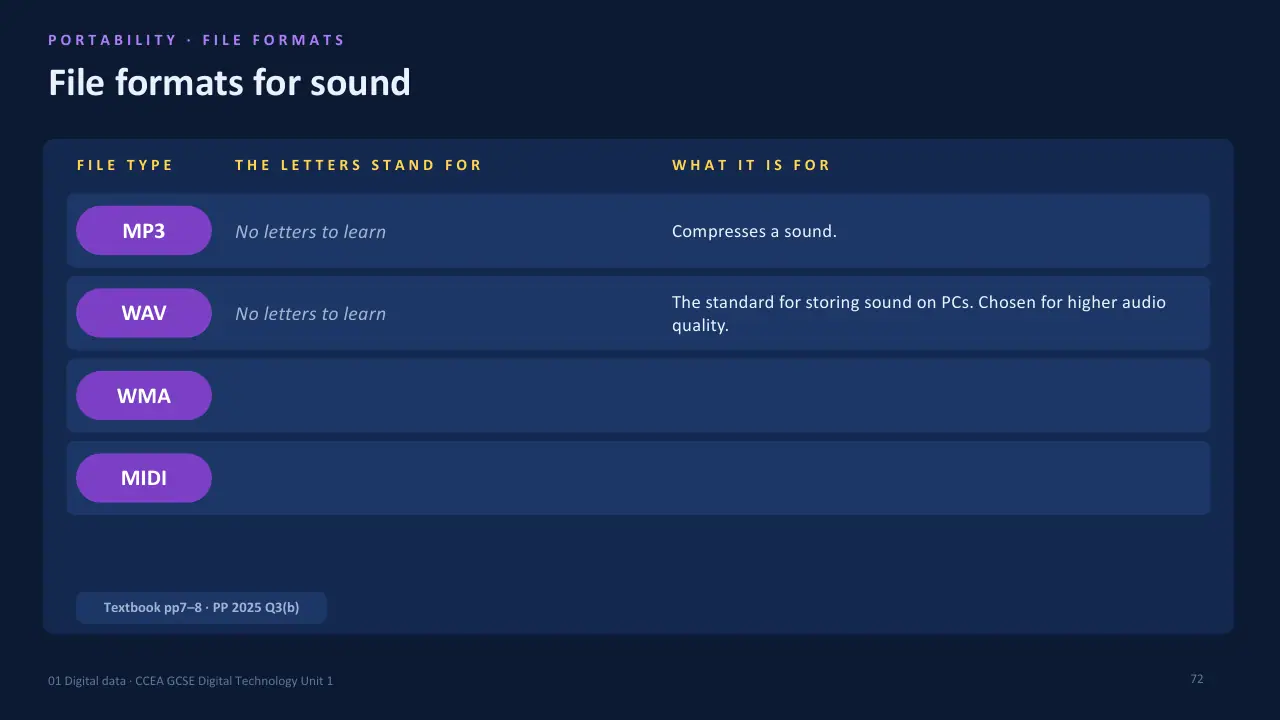 PORTABILITY · FILE FORMATS
File formats for sound
FILE TYPE THE LETTERS STAND FOR WHAT IT IS FOR
MP3 No letters to learn Compresses a sound.
WAV No letters to learn The standard for storing sound on PCs. Chosen for higher audio
quality.
WMA
MIDI
Textbook pp7–8 · PP 2025 Q3(b)
01 Digital data · CCEA GCSE Digital Technology Unit 1
72